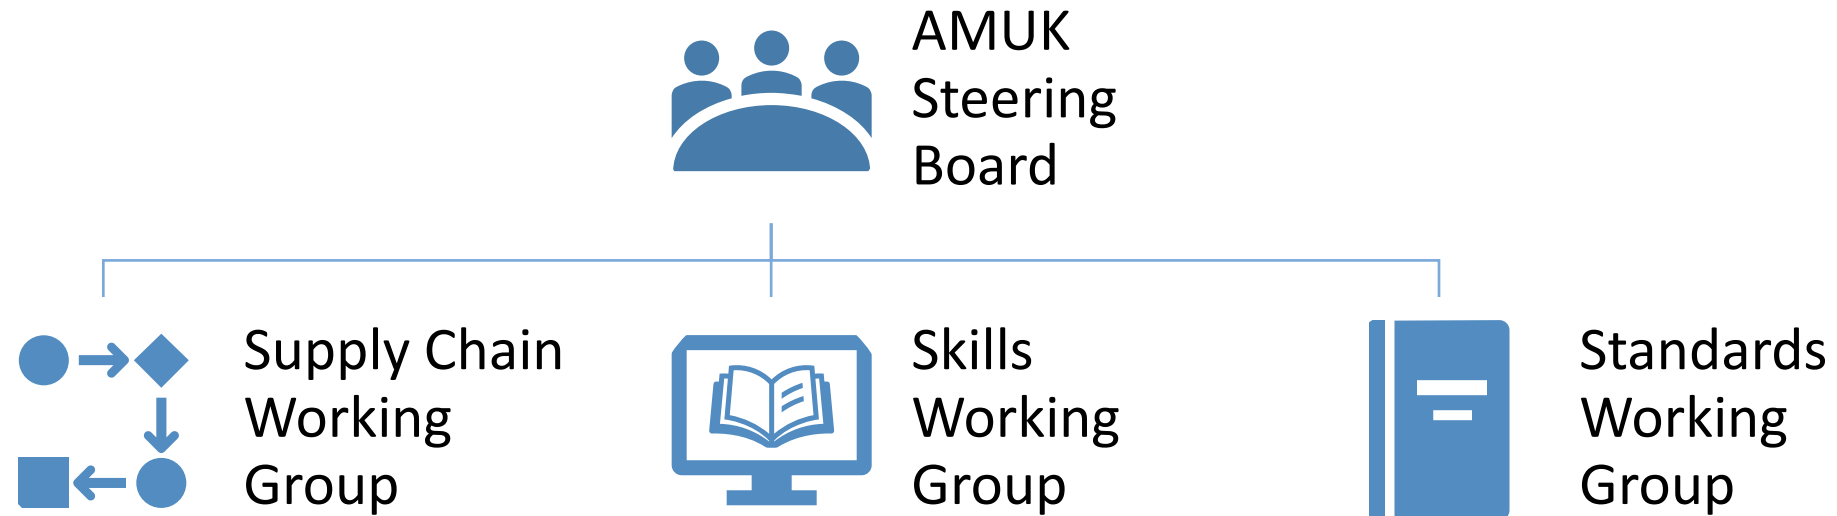 AMUK
Steering
Board
Supply Chain
Working
Group
Skills
Working
Group
Standards
Working
Group